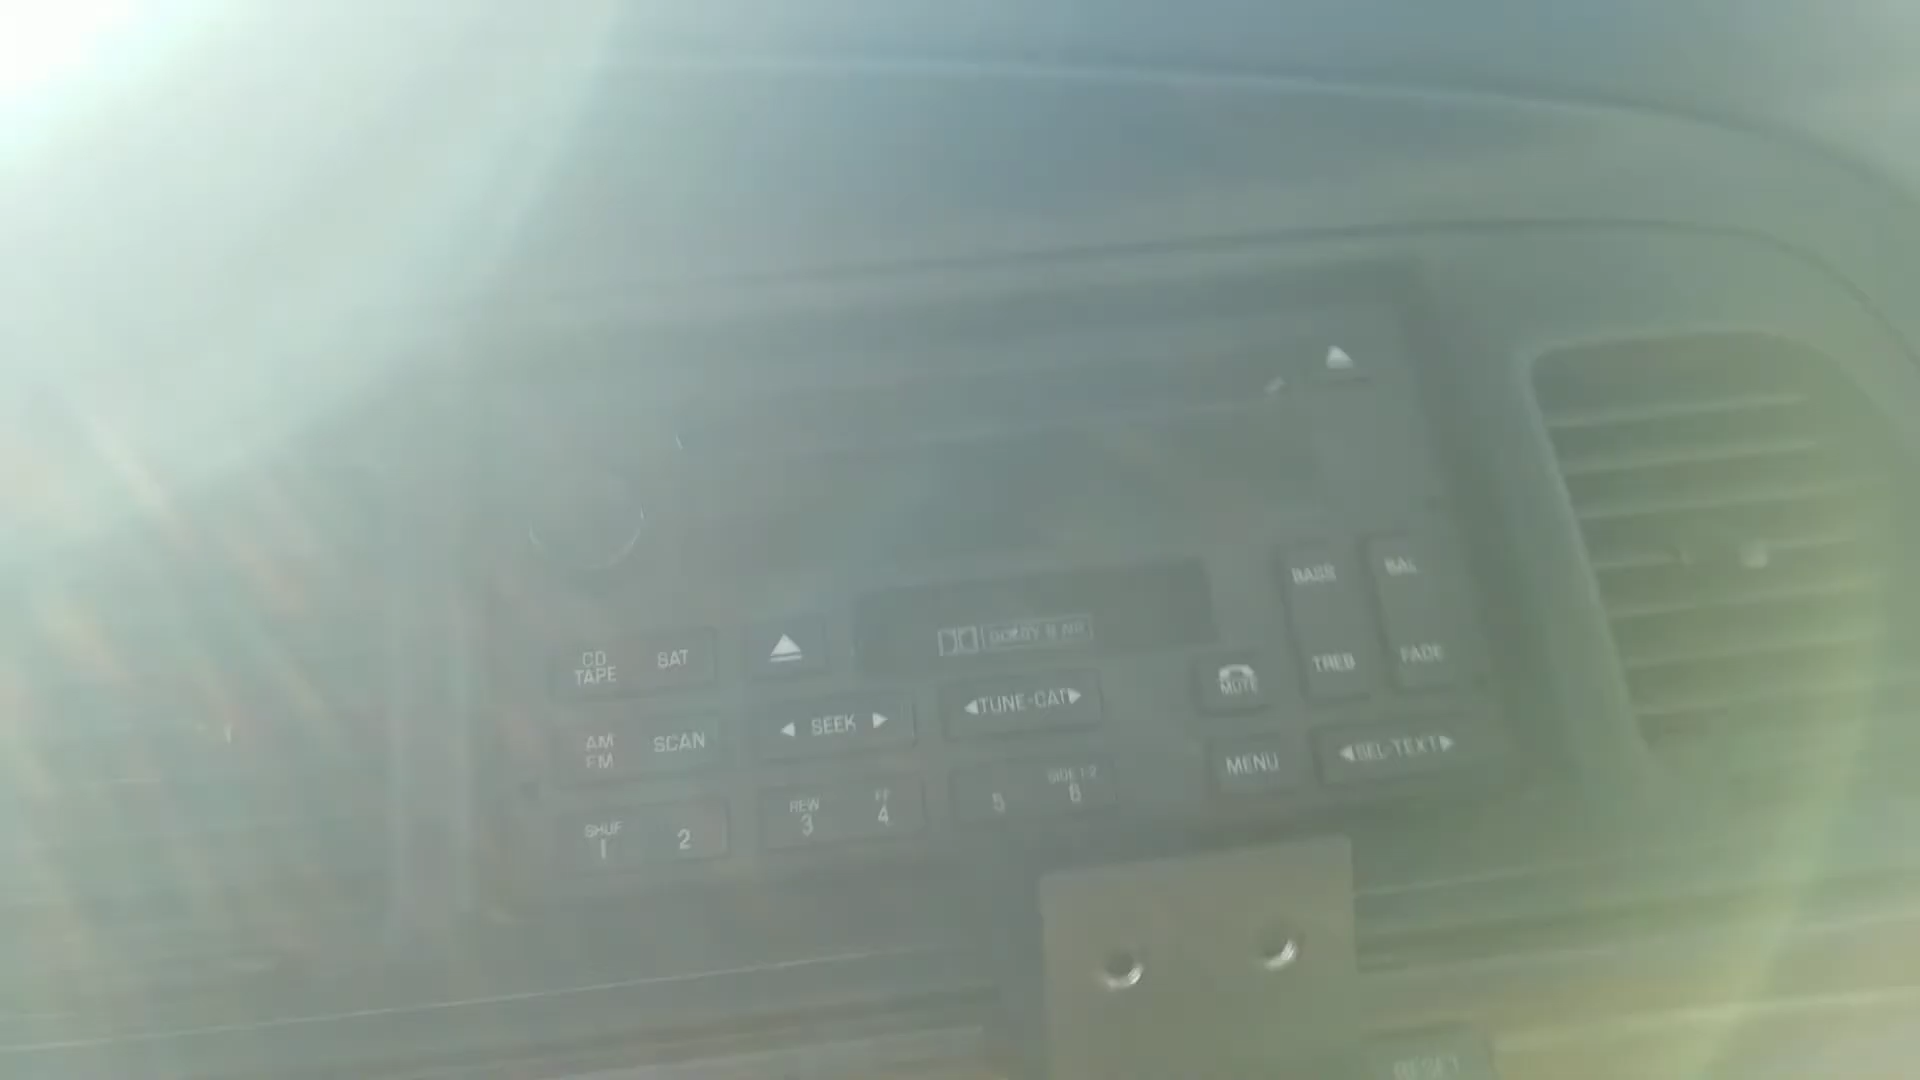 DOLBY B NR
BASS
BAL
CD
TAPE
SAT
TREB
FADE
MUTE
SEEK
TUNE-CAT
AM
FM
SCAN
MENU
SEL-TEXT
SHUF
1
2
REW
3
FF
4
5
SIDE 1-2
6
RESET